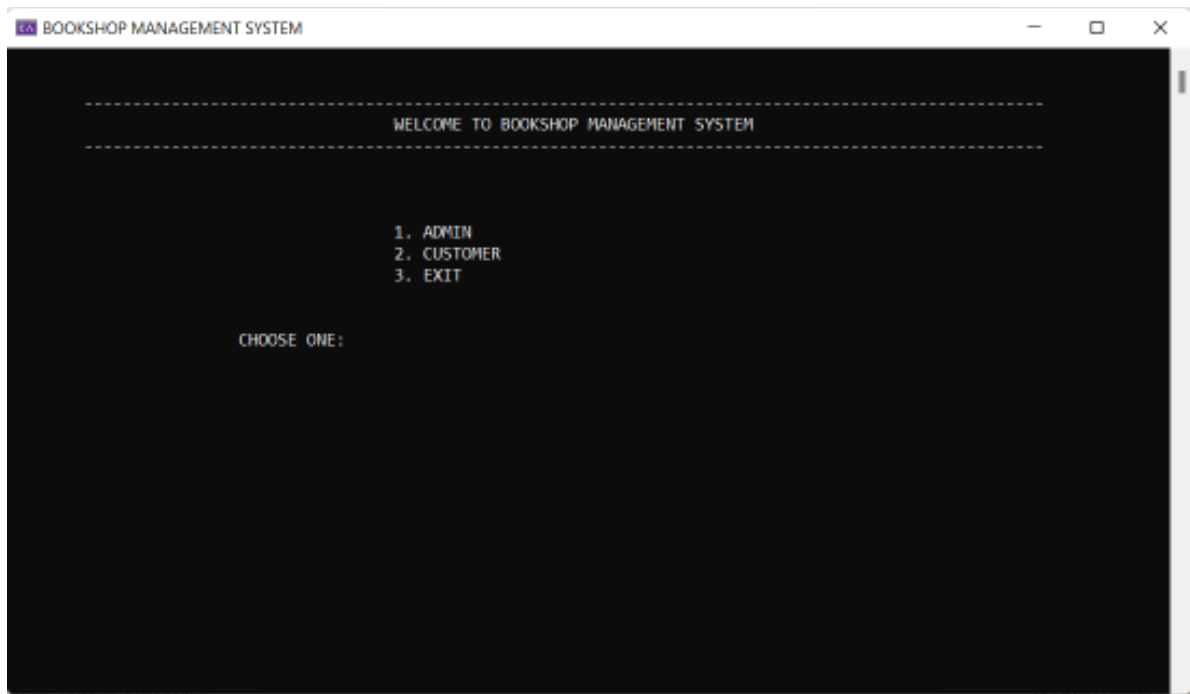 BOOKSHOP MANAGEMENT SYSTEM
--------------------------------------------------------------------------------------------------
WELCOME TO BOOKSHOP MANAGEMENT SYSTEM
--------------------------------------------------------------------------------------------------
1. ADMIN
2. CUSTOMER
3. EXIT
CHOOSE ONE: